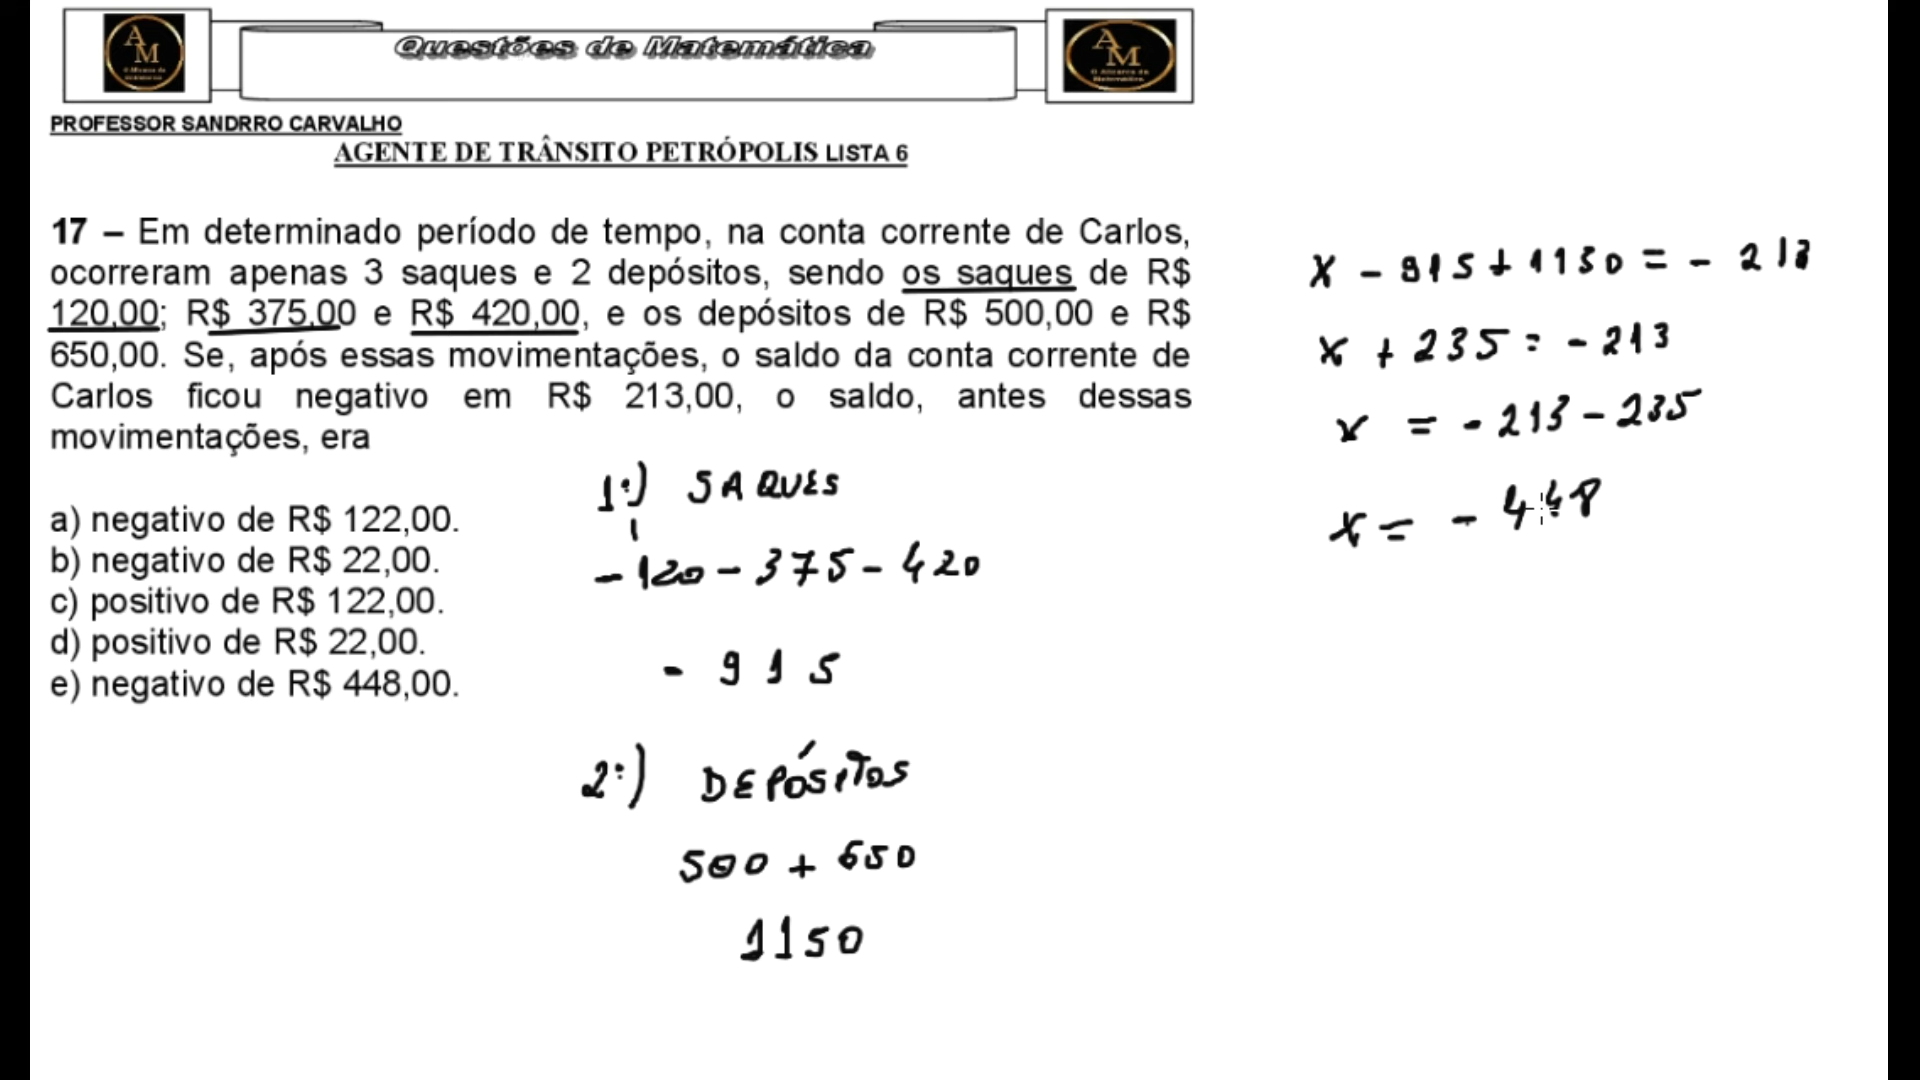 AM
Questões de Matemática
AM
PROFESSOR SANDRRO CARVALHO
AGENTE DE TRÂNSITO PETRÓPOLIS LISTA 6
17 – Em determinado período de tempo, na conta corrente de Carlos,
ocorreram apenas 3 saques e 2 depósitos, sendo os saques de R$
120,00; R$ 375,00 e R$ 420,00, e os depósitos de R$ 500,00 e R$
650,00. Se, após essas movimentações, o saldo da conta corrente de
Carlos ficou negativo em R$ 213,00, o saldo, antes dessas
movimentações, era
a) negativo de R$ 122,00.
b) negativo de R$ 22,00.
c) positivo de R$ 122,00.
d) positivo de R$ 22,00.
e) negativo de R$ 448,00.
1º) SAQUES
- 120 - 375 - 420
- 915
2º) DEPÓSITOS
500 + 650
1150
x - 915 + 1150 = - 213
x + 235 = - 213
x = - 213 - 235
x = - 448